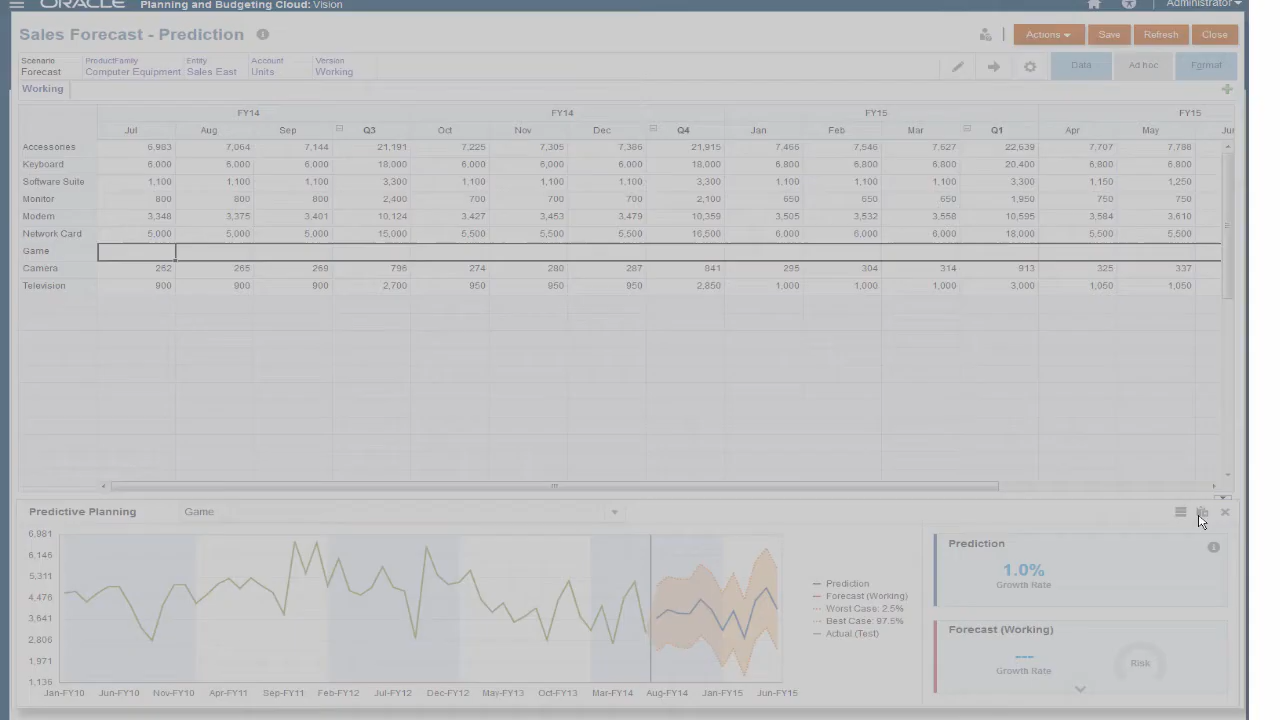 ORACLE Planning and Budgeting Cloud: Vision Administrator
Sales Forecast - Prediction Actions Save Refresh Close
Scenario ProductFamily Entity Account Version
Forecast Computer Equipment Sales East Units Working
Data Ad hoc Format
Working
FY14 FY14 FY15 FY15
Jul Aug Sep Q3 Oct Nov Dec Q4 Jan Feb Mar Q1 Apr May Jun
Accessories 6,983 7,064 7,144 21,191 7,225 7,305 7,386 21,915 7,466 7,546 7,627 22,639 7,707 7,788
Keyboard 6,000 6,000 6,000 18,000 6,000 6,000 6,000 18,000 6,800 6,800 6,800 20,400 6,800 6,800
Software Suite 1,100 1,100 1,100 3,300 1,100 1,100 1,100 3,300 1,100 1,100 1,100 3,300 1,150 1,250
Monitor 800 800 800 2,400 700 700 700 2,100 650 650 650 1,950 750 750
Modem 3,348 3,375 3,401 10,124 3,427 3,453 3,479 10,359 3,505 3,532 3,558 10,595 3,584 3,610
Network Card 5,000 5,000 5,000 15,000 5,500 5,500 5,500 16,500 6,000 6,000 6,000 18,000 5,500 5,500
Game
Camera 262 265 269 796 274 280 287 841 295 304 314 913 325 337
Television 900 900 900 2,700 950 950 950 2,850 1,000 1,000 1,000 3,000 1,050 1,050
Predictive Planning Game
6,981
6,146
5,311
4,476
3,641
2,806
1,971
1,136
Jan-FY10 Jun-FY10 Nov-FY10 Apr-FY11 Sep-FY11 Feb-FY12 Jul-FY12 Dec-FY12 May-FY13 Oct-FY13 Mar-FY14 Aug-FY14 Jan-FY15 Jun-FY15
Prediction
Forecast (Working)
Worst Case: 2.5%
Best Case: 97.5%
Actual (Test)
Prediction
1.0%
Growth Rate
Forecast (Working)
---
Growth Rate
Risk